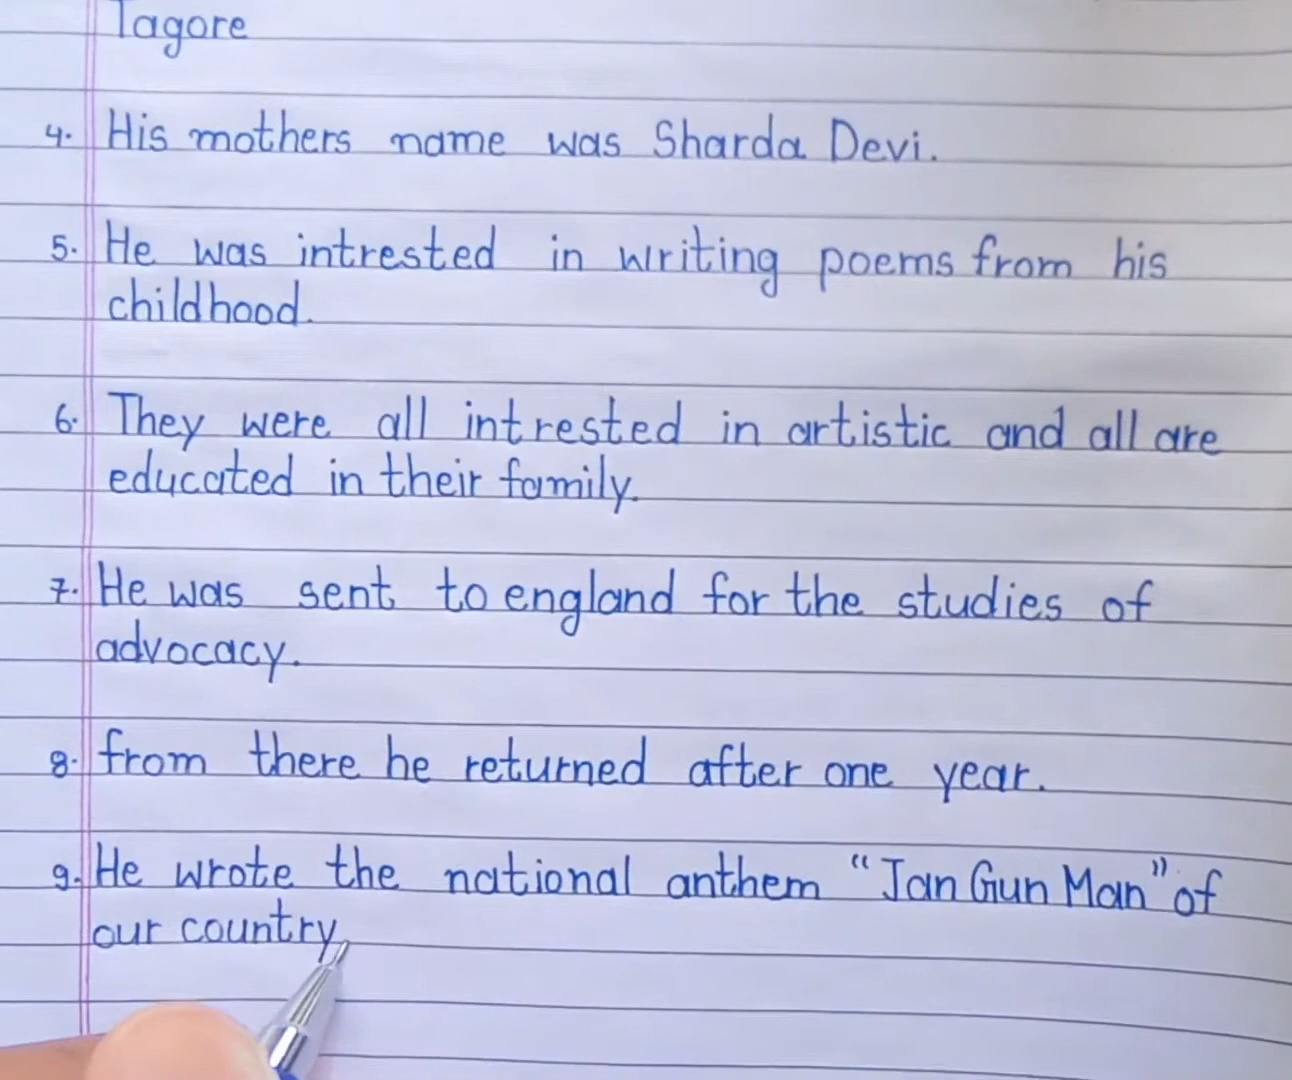 Tagore
4. His mothers name was Sharda Devi.
5. He was intrested in writing poems from his
childhood.
6. They were all intrested in artistic and all are
educated in their family.
7. He was sent to england for the studies of
advocacy.
8. from there he returned after one year.
9. He wrote the national anthem "Jan Gun Man" of
our country